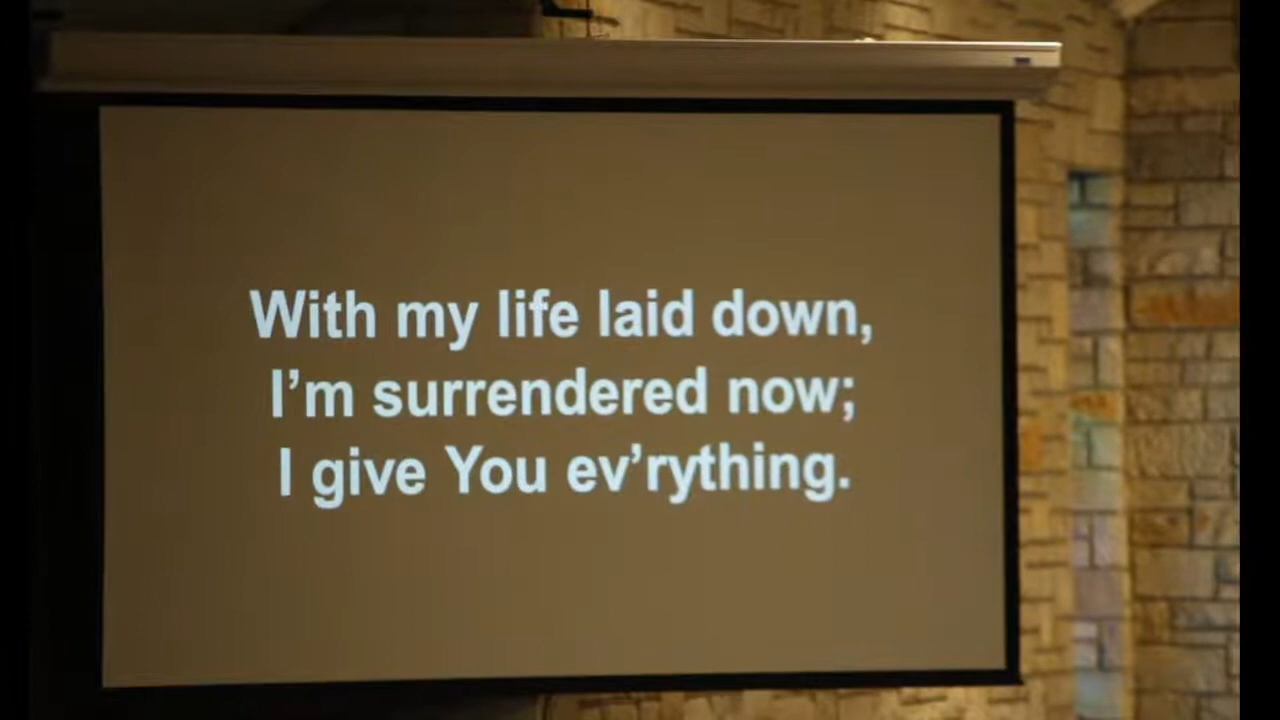 With my life laid down,
I’m surrendered now;
I give You ev’rything.